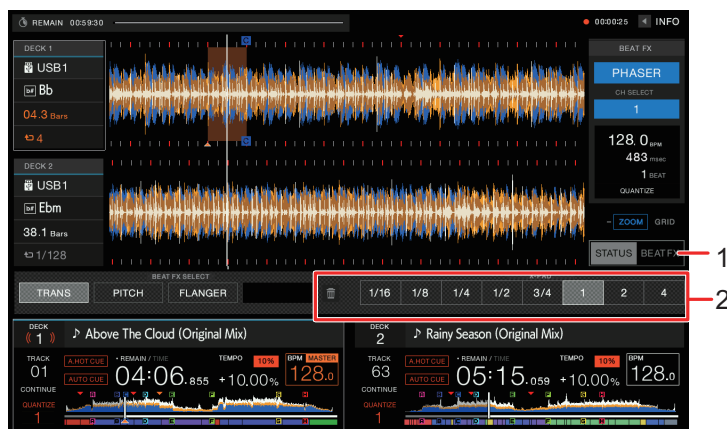 REMAIN 00:59:30
00:00:25 INFO
DECK 1
USB1
Bb
04.3 Bars
4
C
C
BEAT FX
PHASER
CH SELECT
1
128.0 BPM
483 msec
1 BEAT
QUANTIZE
DECK 2
USB1
Ebm
38.1 Bars
1/128
- ZOOM GRID
STATUS BEAT FX
1
BEAT FX SELECT
X-PAD
TRANS PITCH FLANGER
1/16 1/8 1/4 1/2 3/4 1 2 4
2
DECK
1
♪ Above The Cloud (Original Mix)
TRACK
01
CONTINUE
QUANTIZE
1
A.HOT CUE
AUTO CUE
REMAIN / TIME
04:06.855
TEMPO 10%
+10.00%
BPM MASTER
128.0
DECK
2
♪ Rainy Season (Original Mix)
TRACK
63
CONTINUE
QUANTIZE
1
A.HOT CUE
AUTO CUE
REMAIN / TIME
05:15.059
TEMPO 10%
+10.00%
BPM
128.0